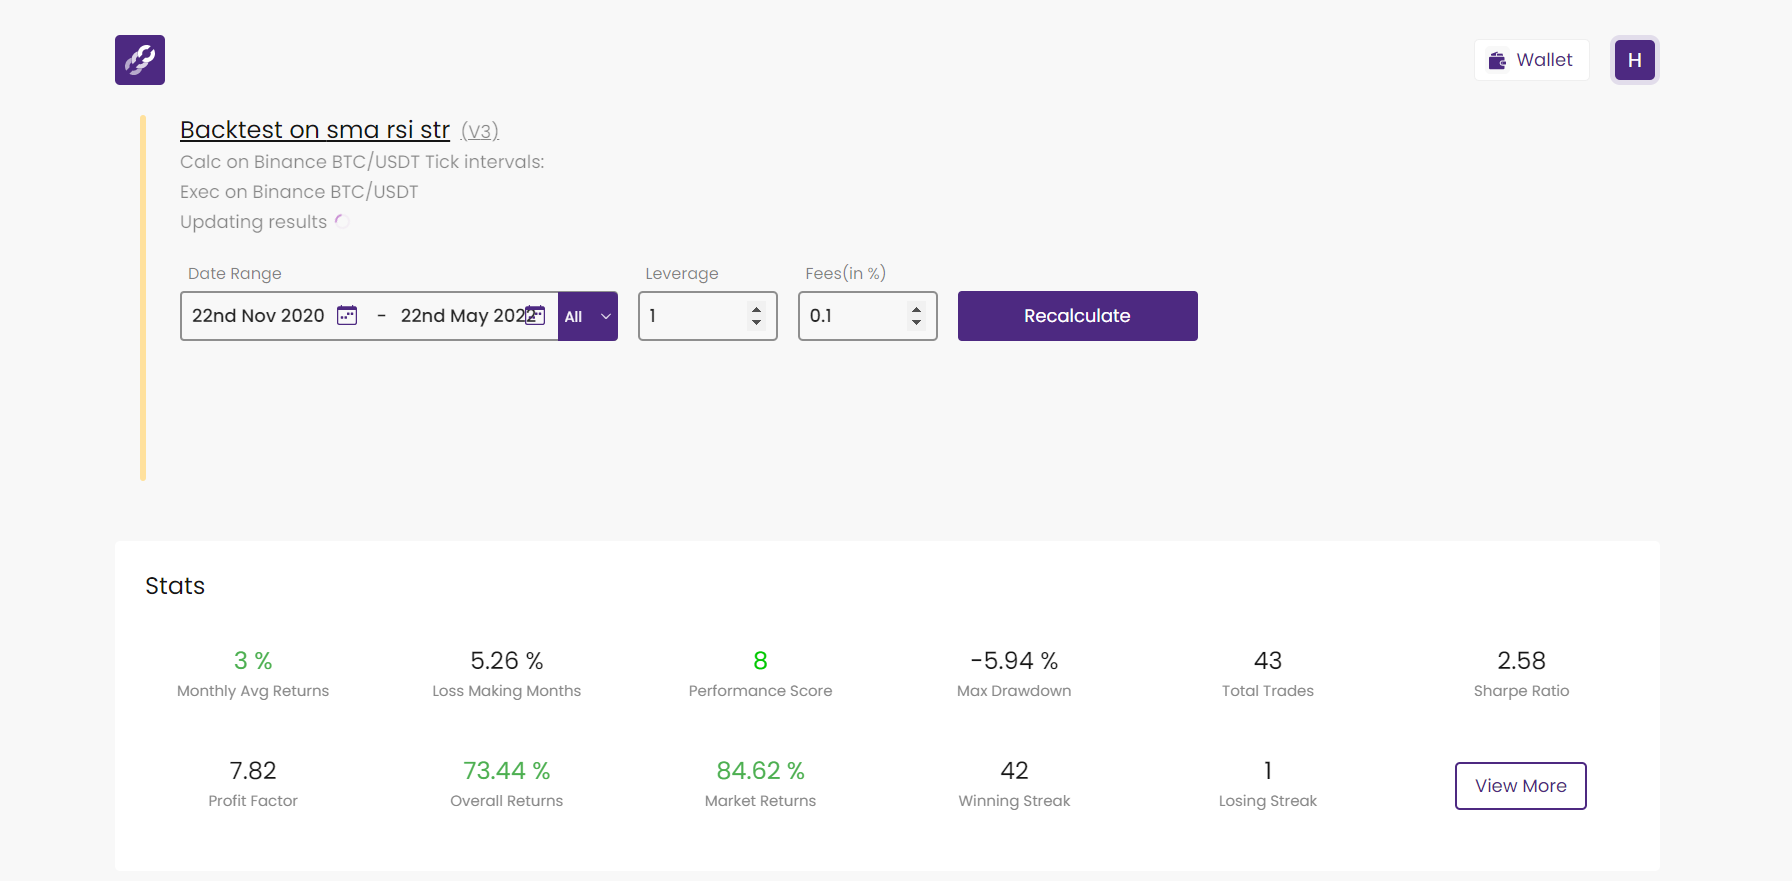 Wallet
H
Backtest on sma rsi str (V3)
Calc on Binance BTC/USDT Tick intervals:
Exec on Binance BTC/USDT
Updating results
Date Range Leverage Fees(in %)
22nd Nov 2020 - 22nd May 2022 All 1 0.1 Recalculate
Stats
3 % 5.26 % 8 -5.94 % 43 2.58
Monthly Avg Returns Loss Making Months Performance Score Max Drawdown Total Trades Sharpe Ratio
7.82 73.44 % 84.62 % 42 1
Profit Factor Overall Returns Market Returns Winning Streak Losing Streak View More